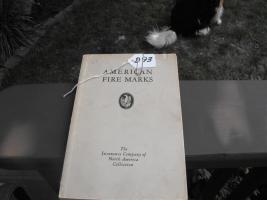 AMERICAN
FIRE MARKS
The
Insurance Company of
North America
Collection